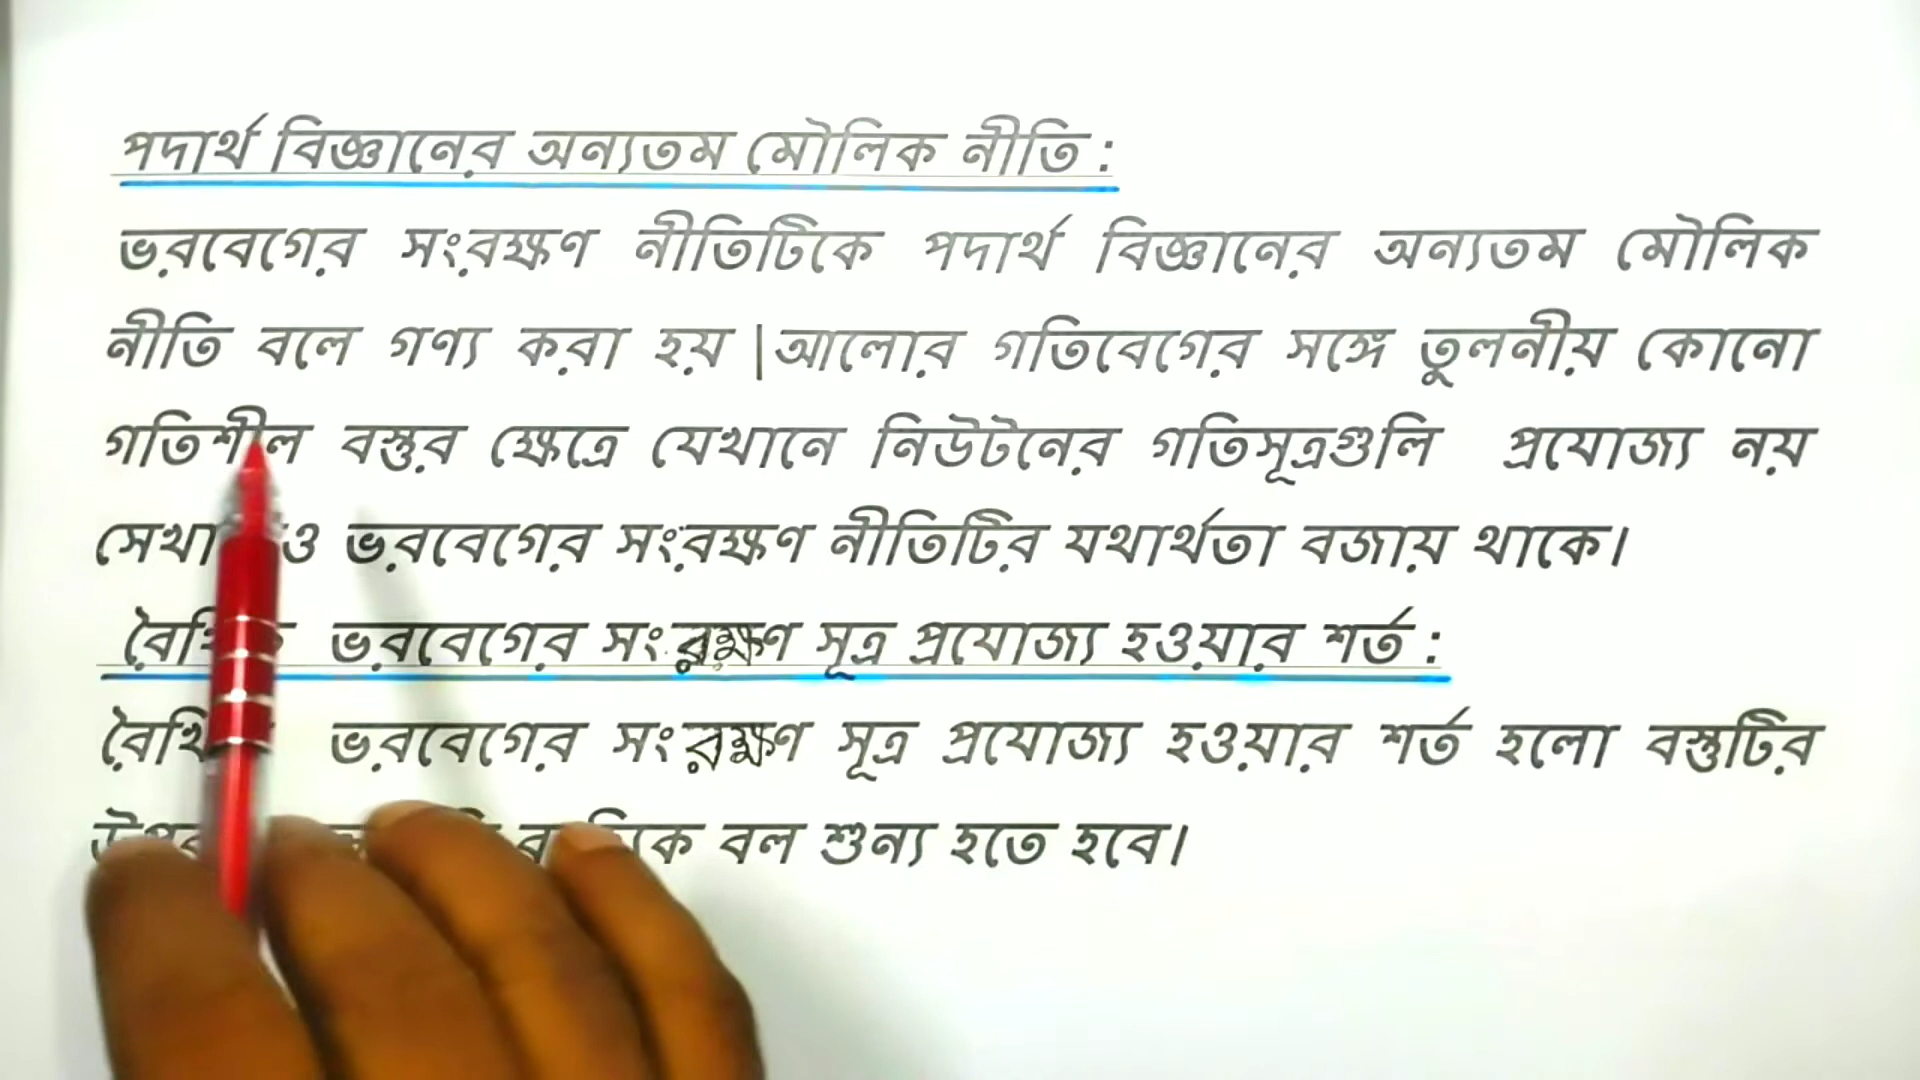 পদার্থ বিজ্ঞানের অন্যতম মৌলিক নীতি :
ভরবেগের সংরক্ষণ নীতিটিকে পদার্থ বিজ্ঞানের অন্যতম মৌলিক
নীতি বলে গণ্য করা হয় |আলোর গতিবেগের সঙ্গে তুলনীয় কোনো
গতিশীল বস্তুর ক্ষেত্রে যেখানে নিউটনের গতিসূত্রগুলি প্রযোজ্য নয়
ভরবেগের সংরক্ষণ নীতিটির যথার্থতা বজায় থাকে।
ভরবেগের সংরক্ষণ সূত্র প্রযোজ্য হওয়ার শর্ত :
ভরবেগের সংরক্ষণ সূত্র প্রযোজ্য হওয়ার শর্ত হলো বস্তুটির
বল শুন্য হতে হবে।